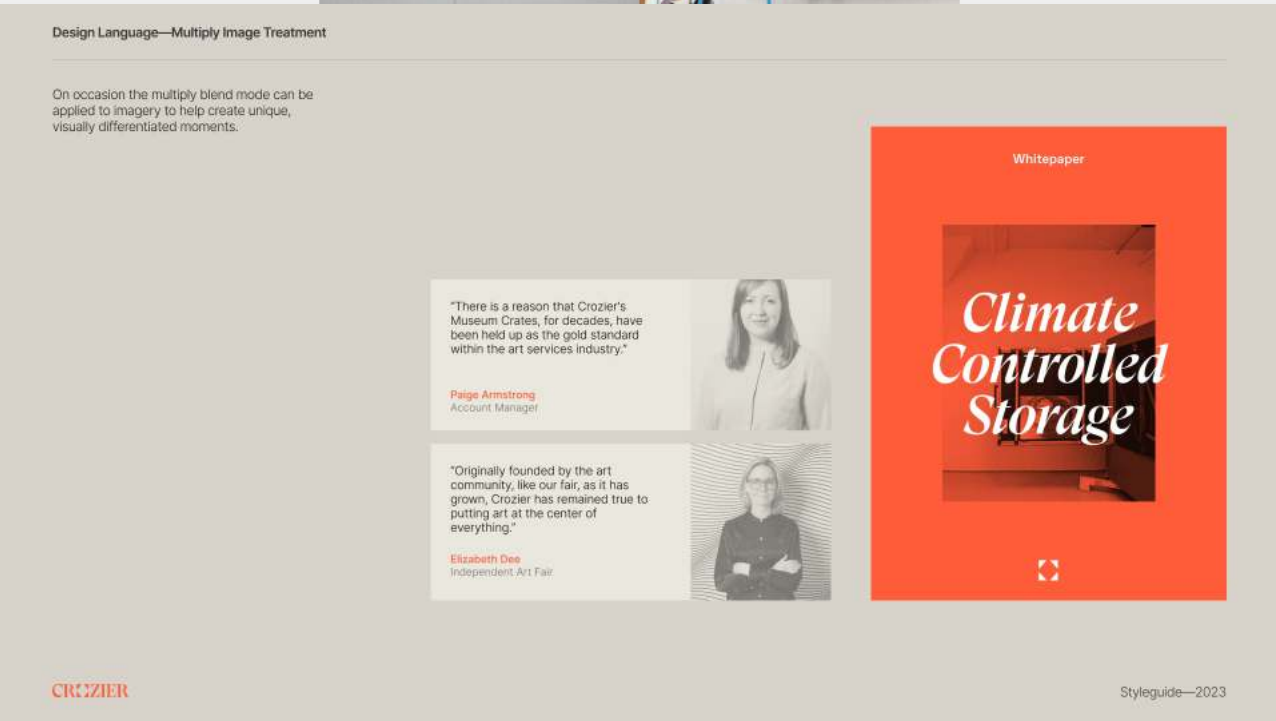 Design Language—Multiply Image Treatment
On occasion the multiply blend mode can be
applied to imagery to help create unique,
visually differentiated moments.
"There is a reason that Crozier's
Museum Crates, for decades, have
been held up as the gold standard
within the art services industry."
Paige Armstrong
Account Manager
"Originally founded by the art
community, like our fair, as it has
grown, Crozier has remained true to
putting art at the center of
everything."
Elizabeth Dee
Independent Art Fair
Whitepaper
Climate
Controlled
Storage
CROZIER
Styleguide—2023